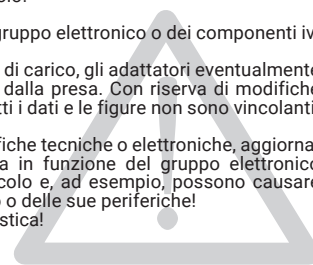 gruppo elettronico o dei componenti iv
di carico, gli adattatori eventualmente
dalla presa. Con riserva di modifiche
tti i dati e le figure non sono vincolanti
fiche tecniche o elettroniche, aggiorna
a in funzione del gruppo elettronico
colo e, ad esempio, possono causare
o delle sue periferiche!
stica!